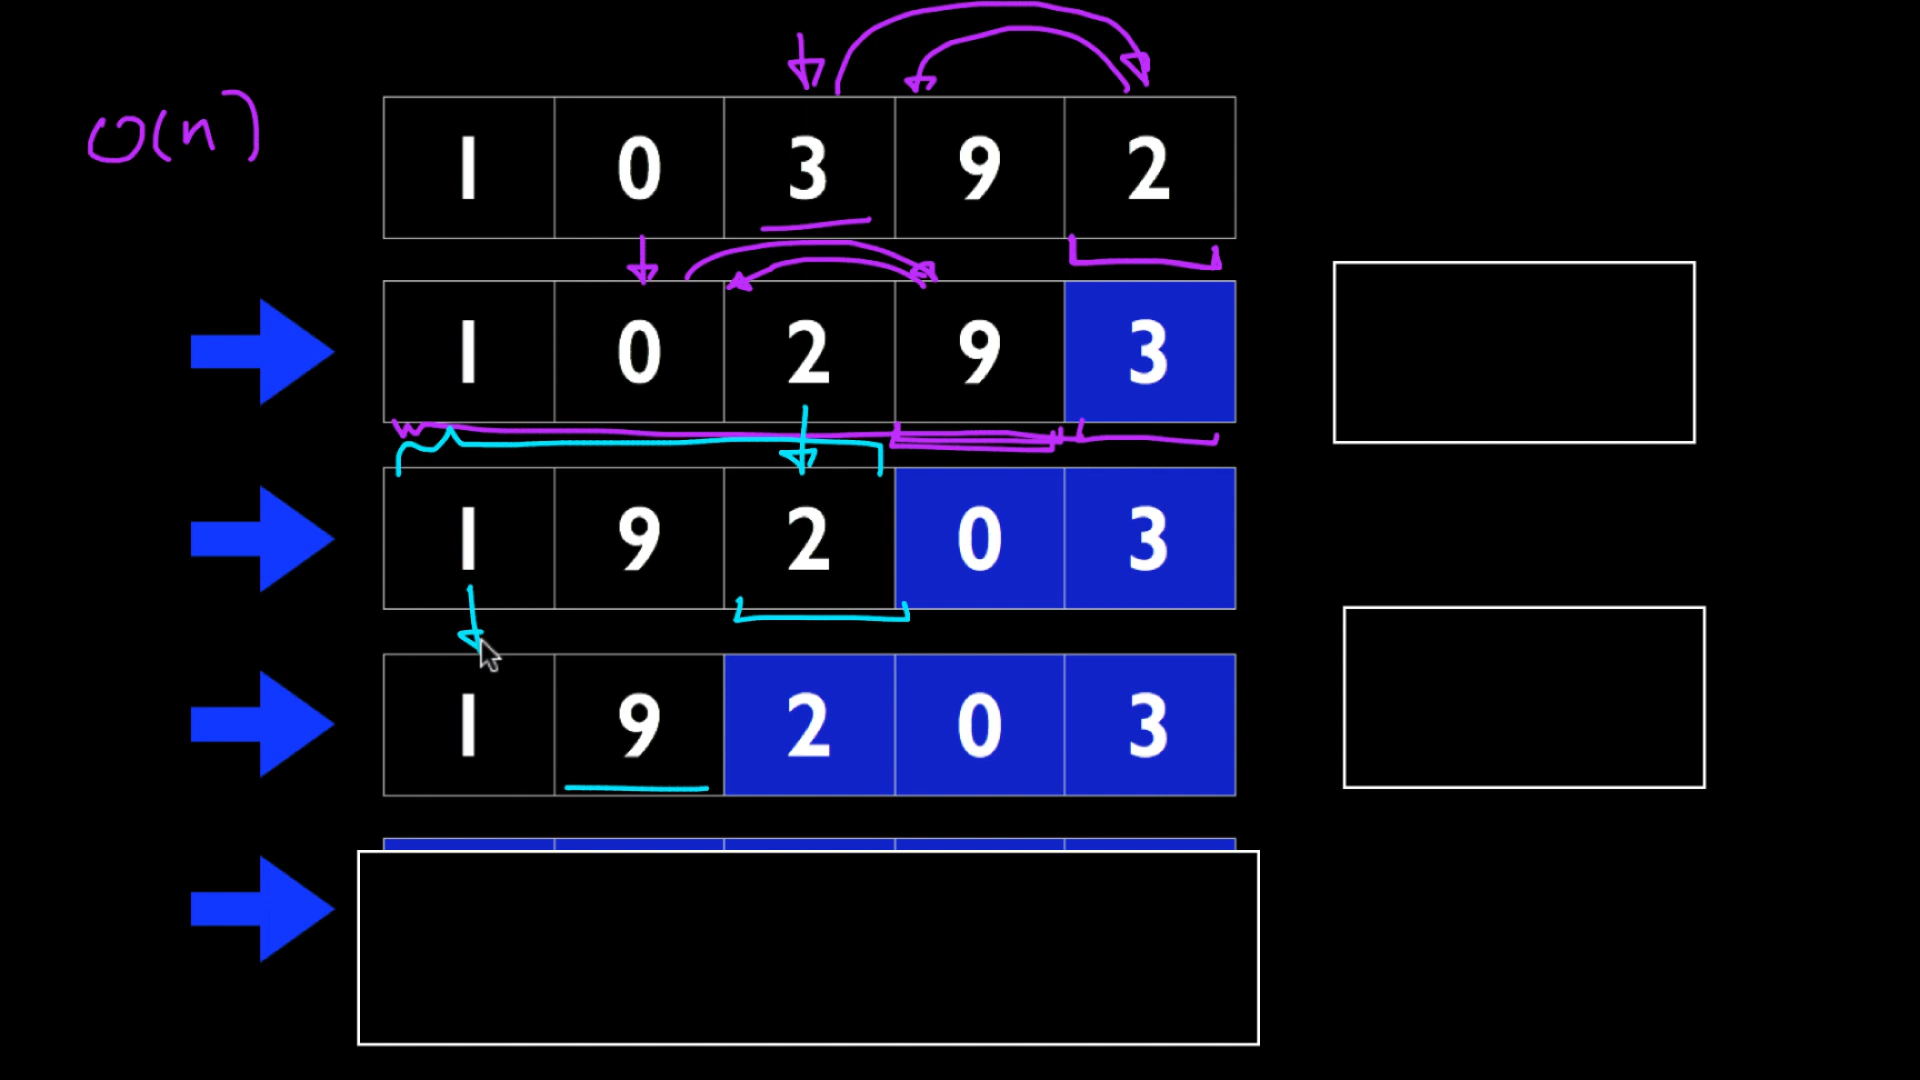 O(n)
1 0 3 9 2
1 0 2 9 3
1 9 2 0 3
1 9 2 0 3